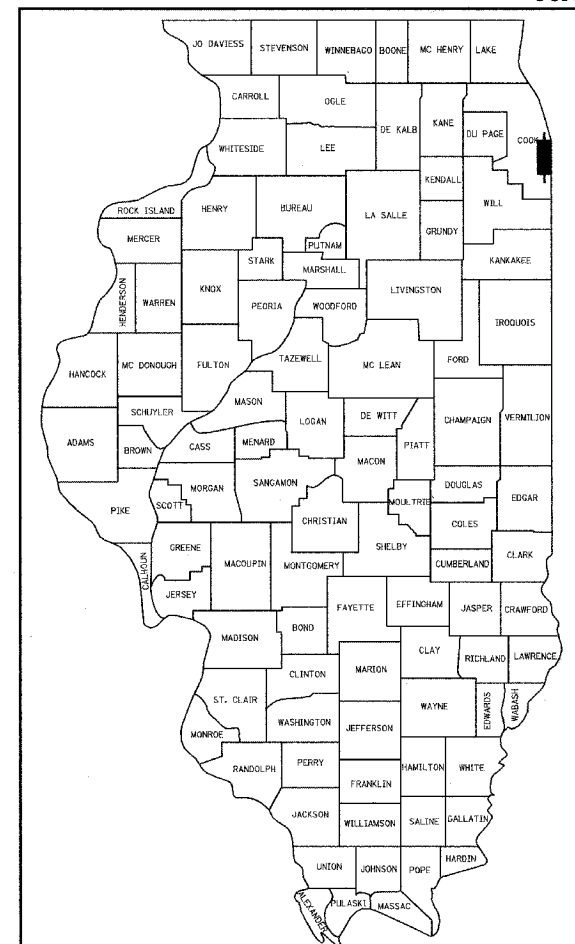 JO DAVIESS STEVENSON WINNEBAGO BOONE MC HENRY LAKE
CARROLL OGLE DE KALB KANE DU PAGE COOK
WHITESIDE LEE KENDALL WILL
ROCK ISLAND HENRY BUREAU LA SALLE GRUNDY
MERCER STARK PUTNAM KANKAKEE
HENDERSON WARREN KNOX MARSHALL LIVINGSTON
PEORIA WOODFORD IROQUOIS
HANCOCK MC DONOUGH FULTON TAZEWELL MC LEAN FORD
MASON
SCHUYLER LOGAN DE WITT CHAMPAIGN VERMILION
ADAMS BROWN CASS MENARD PIATT
MACON
MORGAN SANGAMON DOUGLAS EDGAR
PIKE SCOTT CHRISTIAN MOULTRIE COLES
GREENE MACOUPIN SHELBY
CALHOUN MONTGOMERY CUMBERLAND CLARK
JERSEY FAYETTE EFFINGHAM JASPER CRAWFORD
MADISON BOND
CLAY RICHLAND LAWRENCE
CLINTON MARION
ST. CLAIR WAYNE EDWARDS WABASH
WASHINGTON JEFFERSON
MONROE
RANDOLPH PERRY HAMILTON WHITE
FRANKLIN
JACKSON WILLIAMSON SALINE GALLATIN
UNION JOHNSON POPE HARDIN
ALEXANDER PULASKI MASSAC